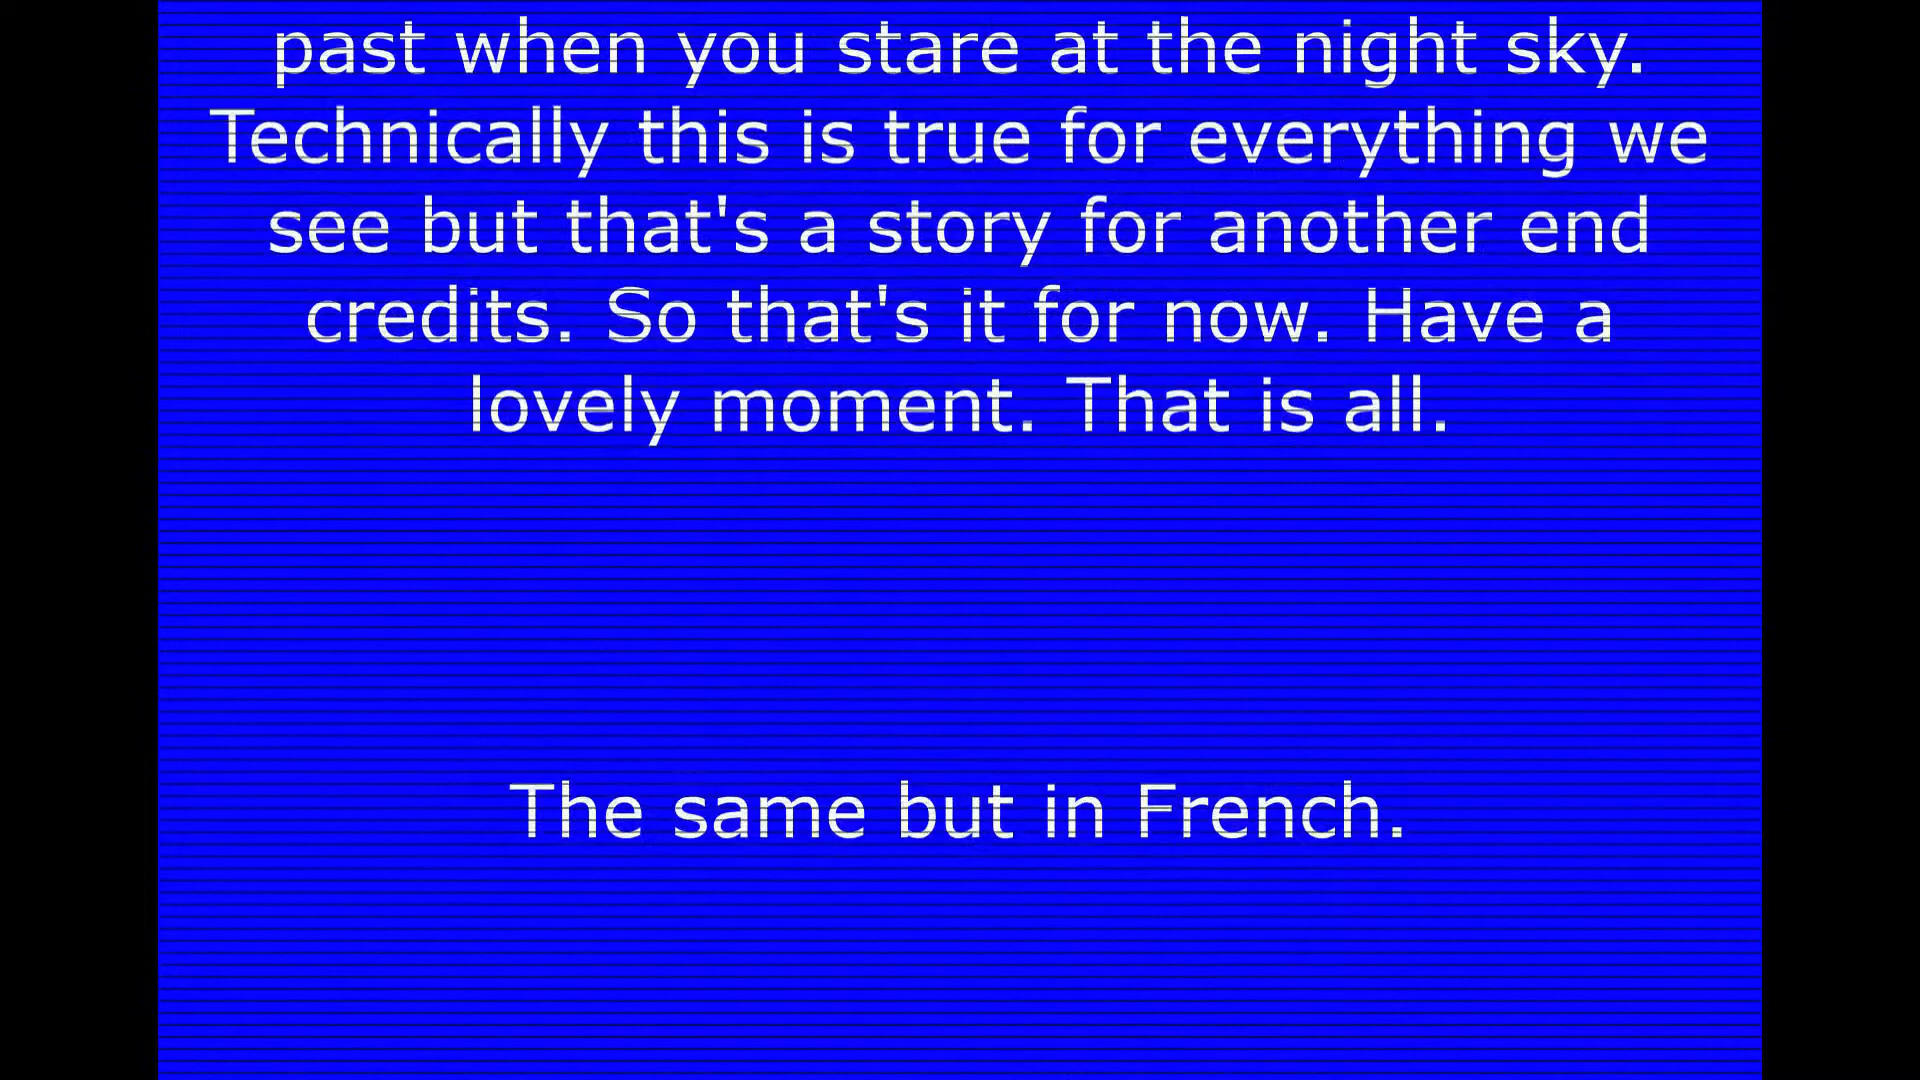 past when you stare at the night sky.
Technically this is true for everything we
see but that's a story for another end
credits. So that's it for now. Have a
lovely moment. That is all.
The same but in French.